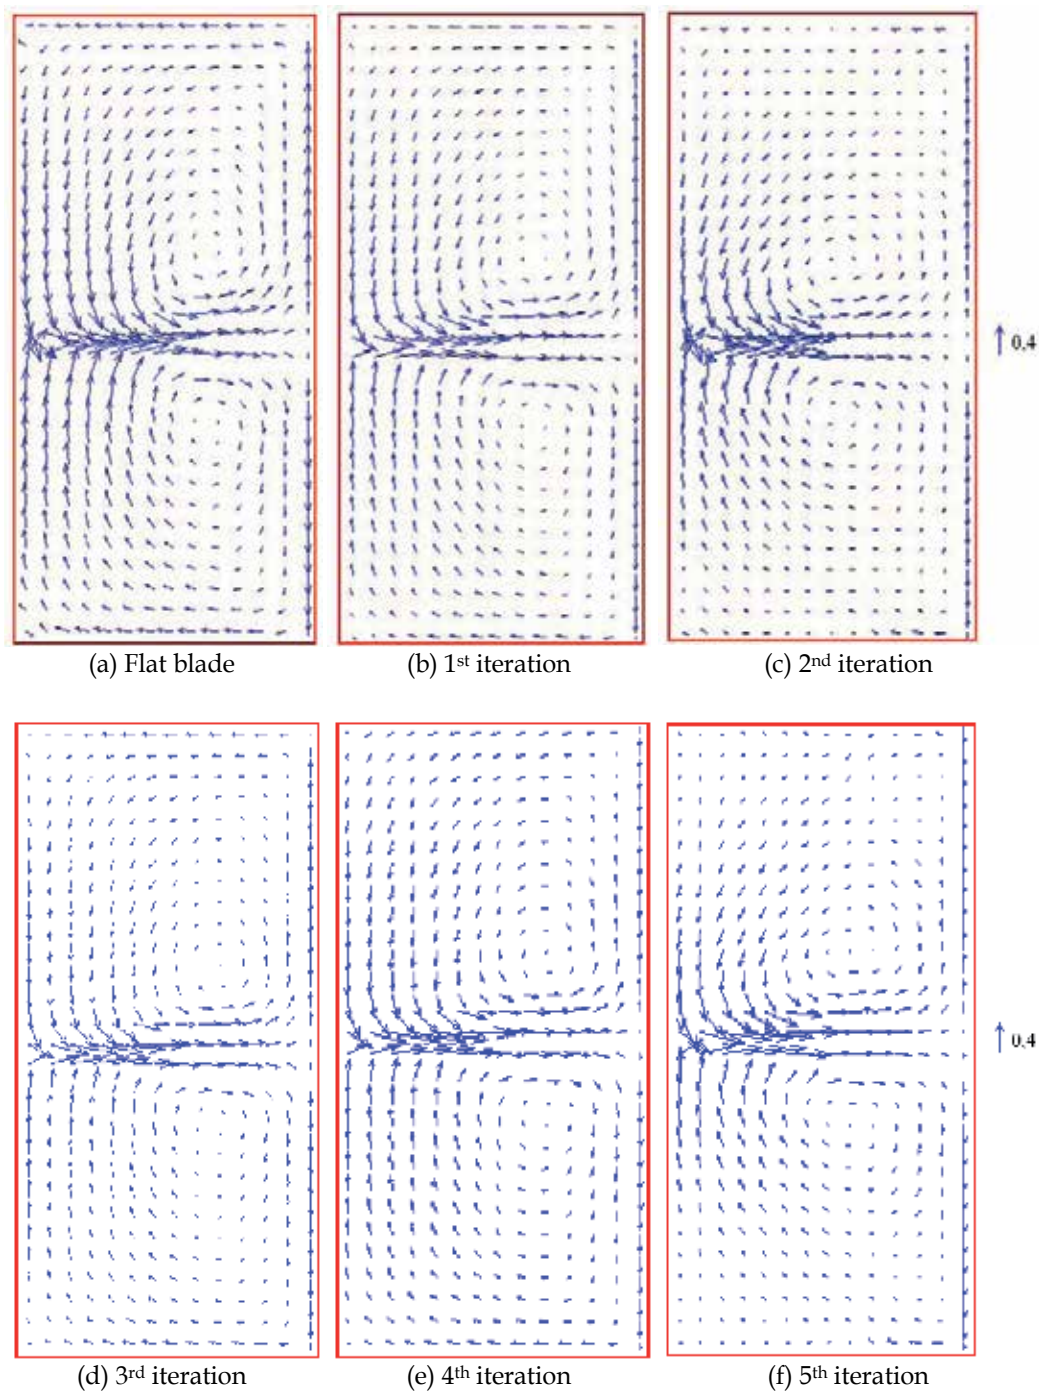 0.4
(a) Flat blade (b) 1st iteration (c) 2nd iteration
0.4
(d) 3rd iteration (e) 4th iteration (f) 5th iteration